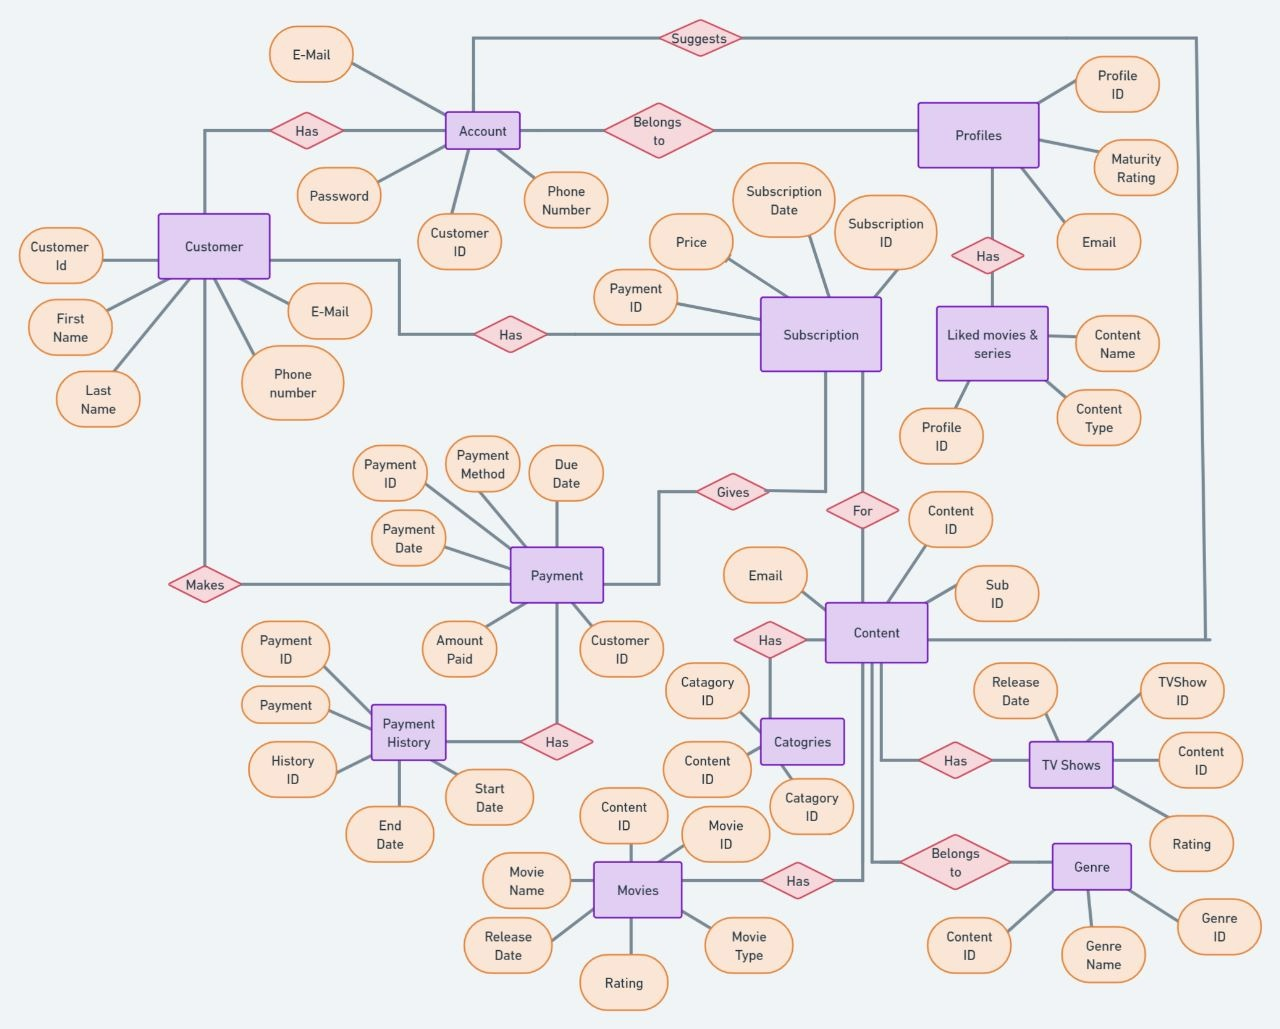 Suggests
E-Mail
Profile
ID
Has
Account
Belongs
to
Profiles
Maturity
Rating
Password
Phone
Number
Subscription
Date
Customer
ID
Subscription
ID
Email
Customer
Id
Customer
Price
Has
E-Mail
Payment
ID
First
Name
Has
Subscription
Liked movies &
series
Content
Name
Last
Name
Phone
number
Content
Type
Profile
ID
Payment
ID
Payment
Method
Due
Date
Gives
For
Content
ID
Payment
Date
Makes
Payment
Email
Sub
ID
Payment
ID
Amount
Paid
Customer
ID
Has
Content
Catagory
ID
Release
Date
TVShow
ID
Payment
Payment
History
Has
Catogries
History
ID
Content
ID
Has
TV Shows
Content
ID
Start
Date
End
Date
Content
ID
Movie
ID
Catagory
ID
Rating
Belongs
to
Genre
Movie
Name
Movies
Has
Release
Date
Movie
Type
Content
ID
Genre
Name
Genre
ID
Rating